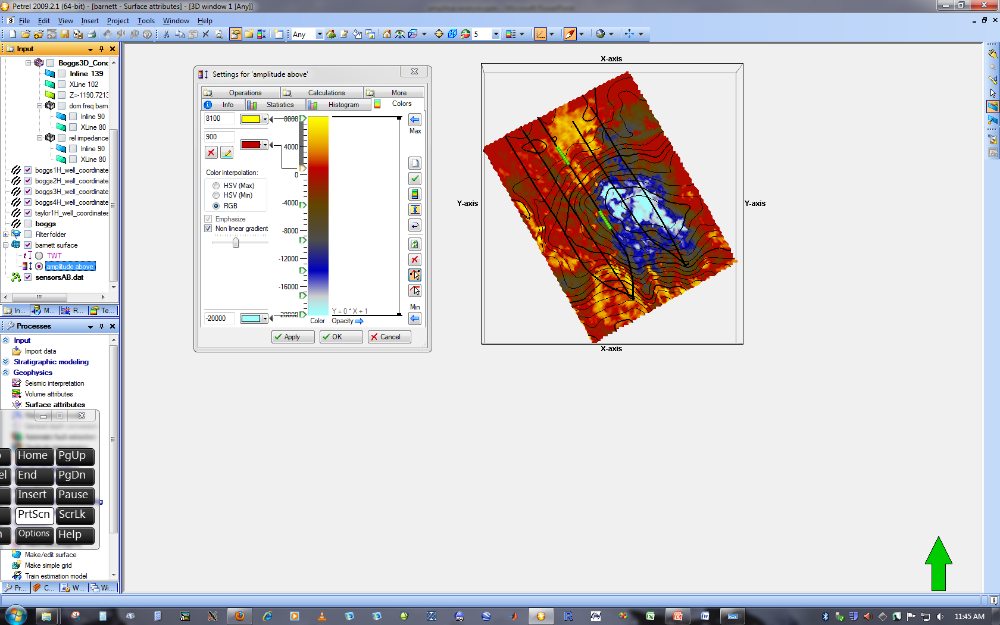 Petrel 2009.2.1 (64-bit) - [barnett - Surface attributes] - [3D window 1 [Any]]
3 File Edit View Insert Project Tools Window Help
Any
5
Input
Boggs3D_Conc
Inline 139
XLine 102
Z=-1190.7213
dom freq barn
Inline 90
XLine 80
rel impedance
Inline 90
XLine 80
boggs1H_well_coordinate
boggs2H_well_coordinate
boggs3H_well_coordinate
boggs4H_well_coordinate
taylor1H_well_coordinates
boggs
Filter folder
barnett surface
TWT
amplitude above
sensorsAB.dat
In... M... R... Te...
Processes
Input
Import data
Stratigraphic modeling
Geophysics
Seismic interpretation
Volume attributes
Surface attributes
Home PgUp
el End PgDn
Insert Pause
PrtScn ScrLk
Options Help
Make/edit surface
Make simple grid
Train estimation model
Pr... C... W... Wi...
Settings for 'amplitude above'
Operations Calculations More
Info Statistics Histogram Colors
8100
900
Color interpolation:
HSV (Max)
HSV (Min)
RGB
Emphasize
Non linear gradient
-20000
8000
4000
0
-4000
-8000
-12000
-16000
-20000
Y = 0 * X + 1
Color Opacity
Max
Min
Apply OK Cancel
X-axis
Y-axis
Y-axis
X-axis
64
11:45 AM